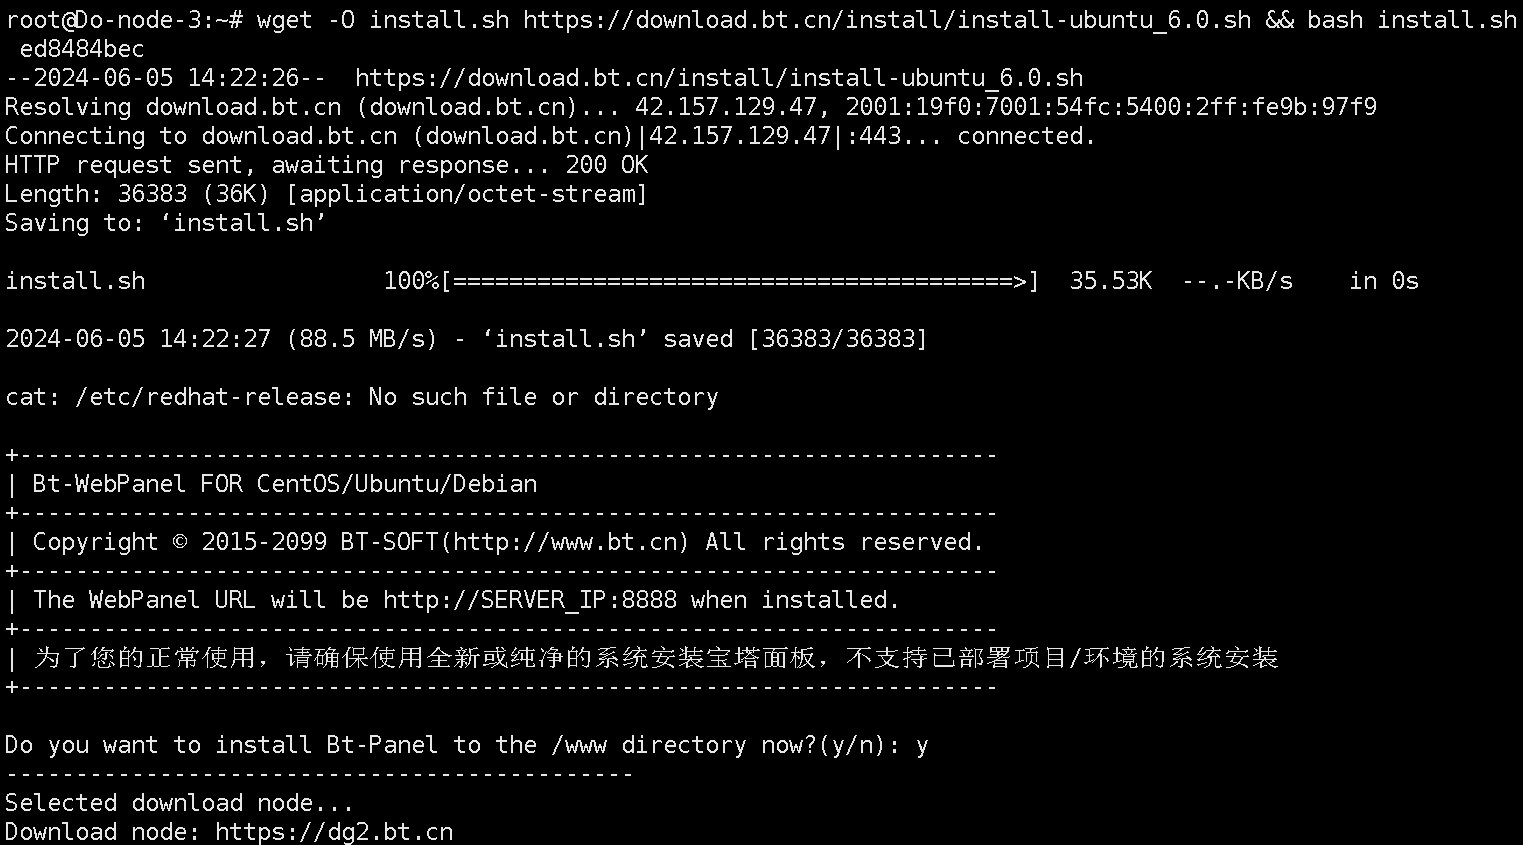 root@Do-node-3:~# wget -O install.sh https://download.bt.cn/install/install-ubuntu_6.0.sh && bash install.sh
ed8484bec
--2024-06-05 14:22:26--  https://download.bt.cn/install/install-ubuntu_6.0.sh
Resolving download.bt.cn (download.bt.cn)... 42.157.129.47, 2001:19f0:7001:54fc:5400:2ff:fe9b:97f9
Connecting to download.bt.cn (download.bt.cn)|42.157.129.47|:443... connected.
HTTP request sent, awaiting response... 200 OK
Length: 36383 (36K) [application/octet-stream]
Saving to: ‘install.sh’
install.sh                 100%[========================================>]  35.53K  --.-KB/s    in 0s
2024-06-05 14:22:27 (88.5 MB/s) - ‘install.sh’ saved [36383/36383]
cat: /etc/redhat-release: No such file or directory
+----------------------------------------------------------------------
| Bt-WebPanel FOR CentOS/Ubuntu/Debian
+----------------------------------------------------------------------
| Copyright © 2015-2099 BT-SOFT(http://www.bt.cn) All rights reserved.
+----------------------------------------------------------------------
| The WebPanel URL will be http://SERVER_IP:8888 when installed.
+----------------------------------------------------------------------
| 为了您的正常使用，请确保使用全新或纯净的系统安装宝塔面板，不支持已部署项目/环境的系统安装
+----------------------------------------------------------------------
Do you want to install Bt-Panel to the /www directory now?(y/n): y
---------------------------------------------
Selected download node...
Download node: https://dg2.bt.cn